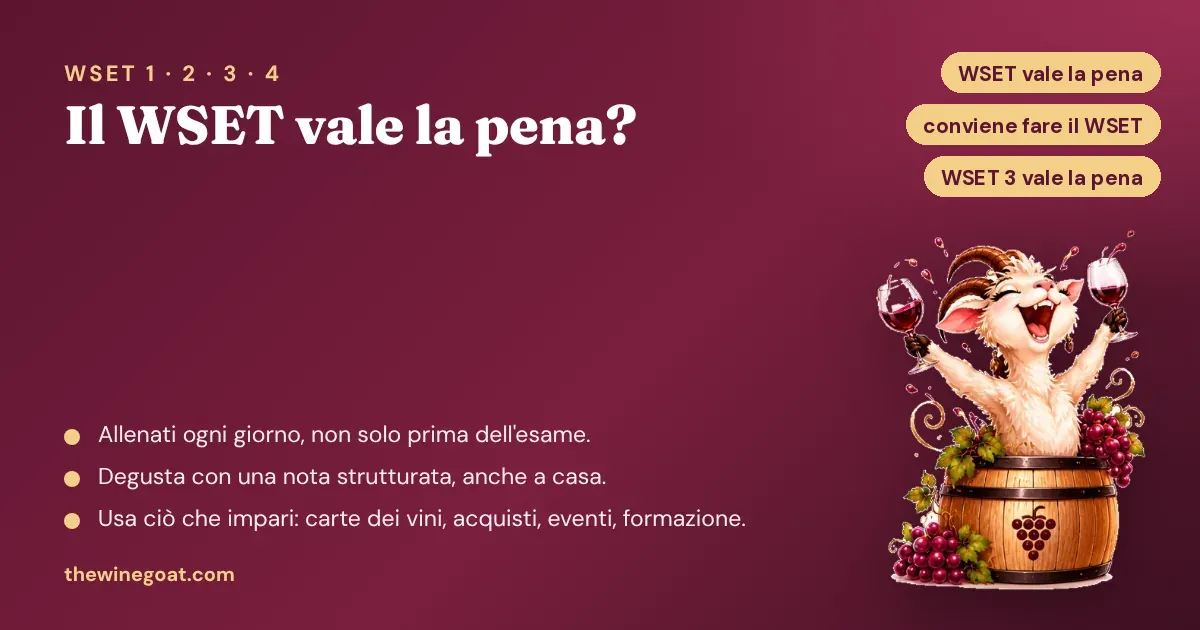 WSET 1 · 2 · 3 · 4
Il WSET vale la pena?
WSET vale la pena
conviene fare il WSET
WSET 3 vale la pena
Allenati ogni giorno, non solo prima dell'esame.
Degusta con una nota strutturata, anche a casa.
Usa ciò che impari: carte dei vini, acquisti, eventi, formazione.
thewinegoat.com